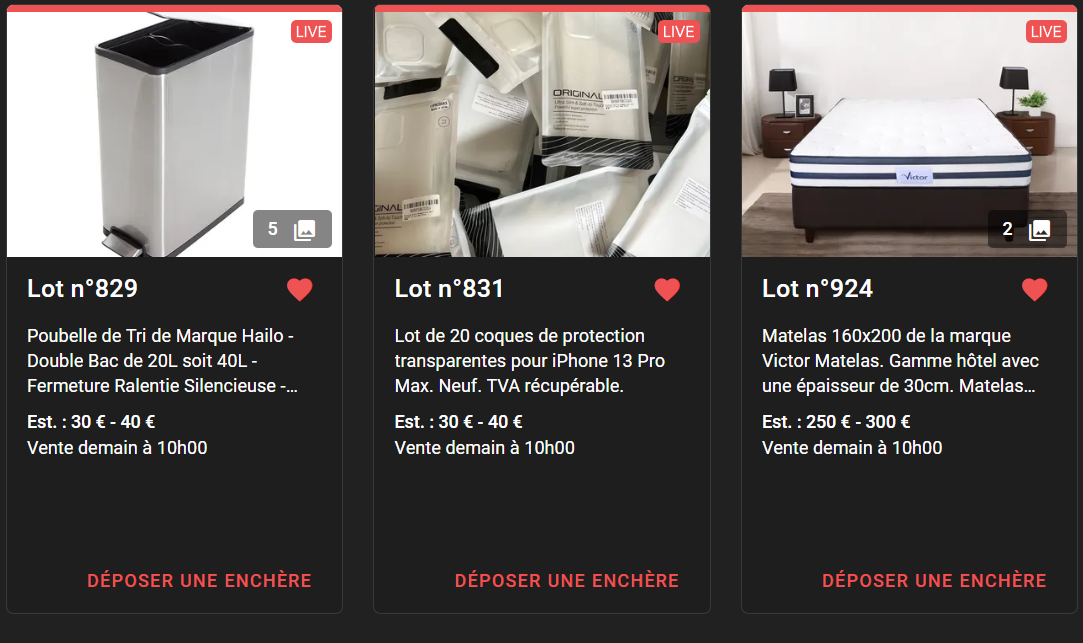 LIVE
5
Lot n°829
Poubelle de Tri de Marque Hailo -
Double Bac de 20L soit 40L -
Fermeture Ralentie Silencieuse -...
Est. : 30 € - 40 €
Vente demain à 10h00
DÉPOSER UNE ENCHÈRE
LIVE
ORIGINAL
ORIGINAL
Lot n°831
Lot de 20 coques de protection
transparentes pour iPhone 13 Pro
Max. Neuf. TVA récupérable.
Est. : 30 € - 40 €
Vente demain à 10h00
DÉPOSER UNE ENCHÈRE
LIVE
Victor
2
Lot n°924
Matelas 160x200 de la marque
Victor Matelas. Gamme hôtel avec
une épaisseur de 30cm. Matelas...
Est. : 250 € - 300 €
Vente demain à 10h00
DÉPOSER UNE ENCHÈRE